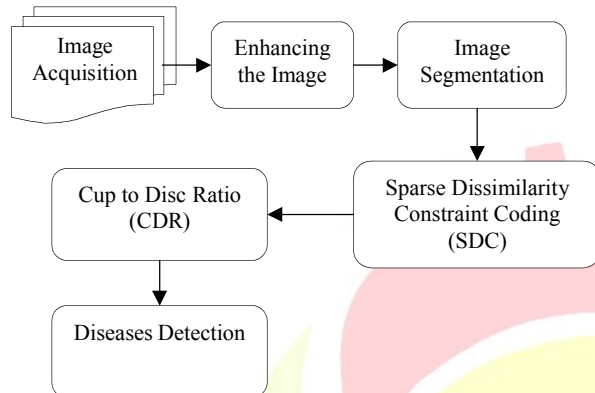 Image
Acquisition
Enhancing
the Image
Image
Segmentation
Sparse Dissimilarity
Constraint Coding
(SDC)
Cup to Disc Ratio
(CDR)
Diseases Detection